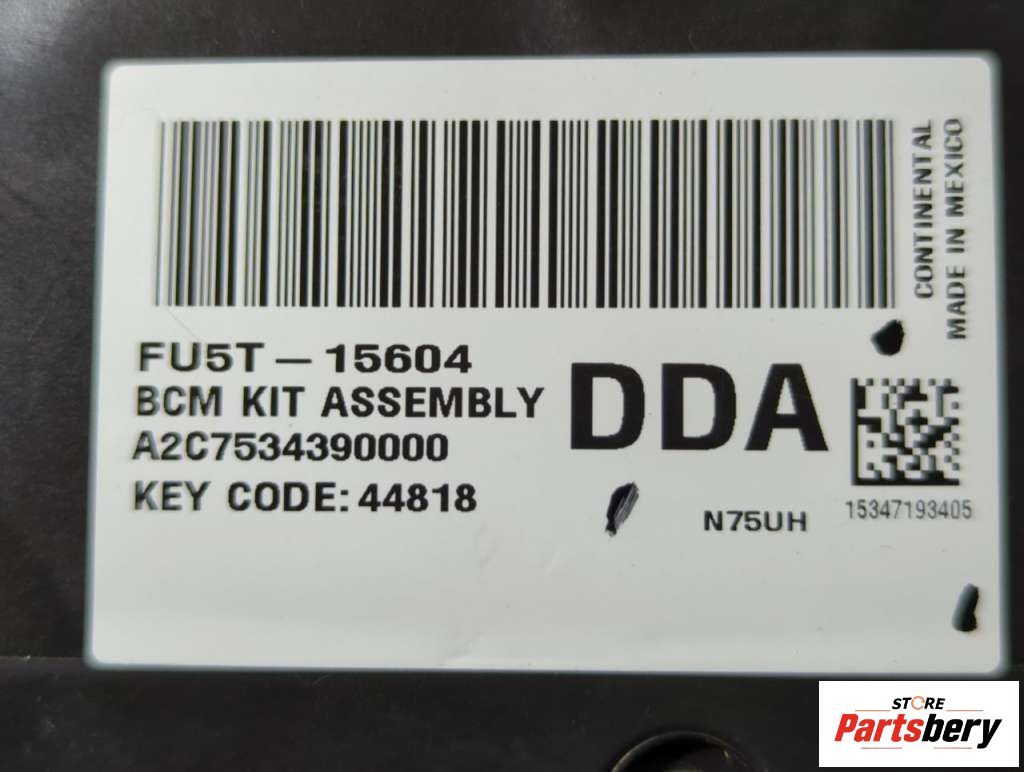 CONTINENTAL
MADE IN MEXICO
FU5T – 15604
DDA
BCM KIT ASSEMBLY
A2C7534390000
KEY CODE: 44818
N75UH
15347193405
STORE
Partsbery